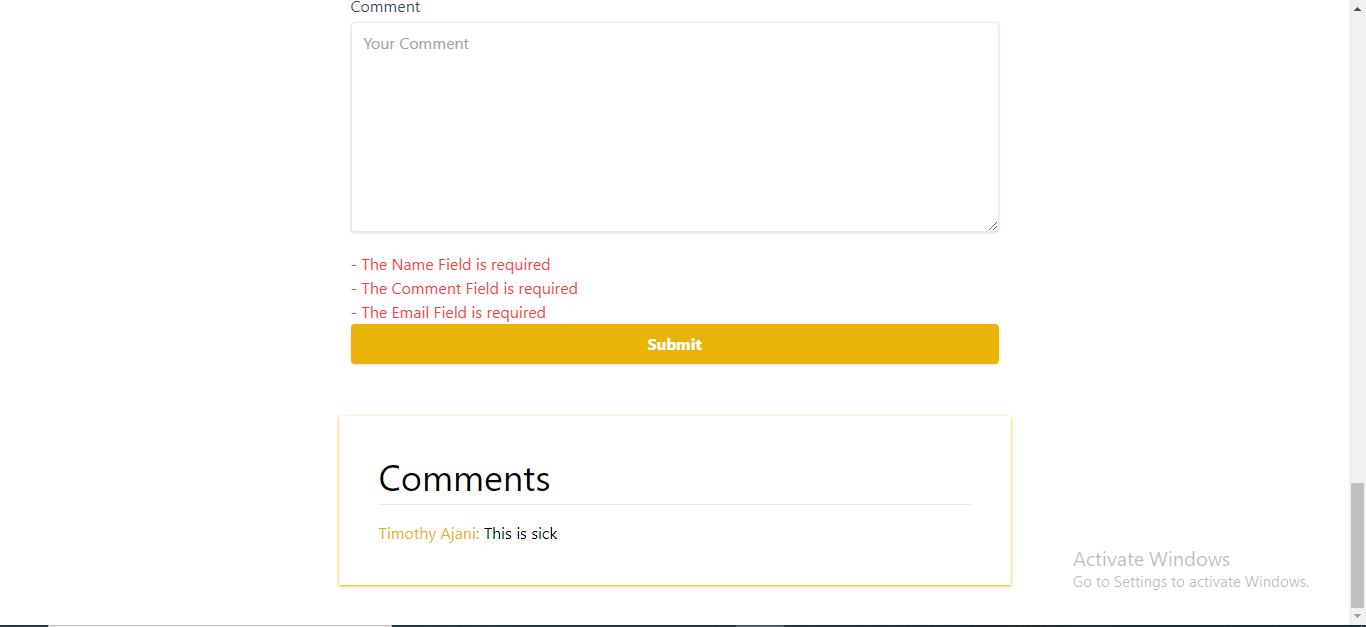 Comment
Your Comment
- The Name Field is required
- The Comment Field is required
- The Email Field is required
Submit
Comments
Timothy Ajani: This is sick
Activate Windows
Go to Settings to activate Windows.